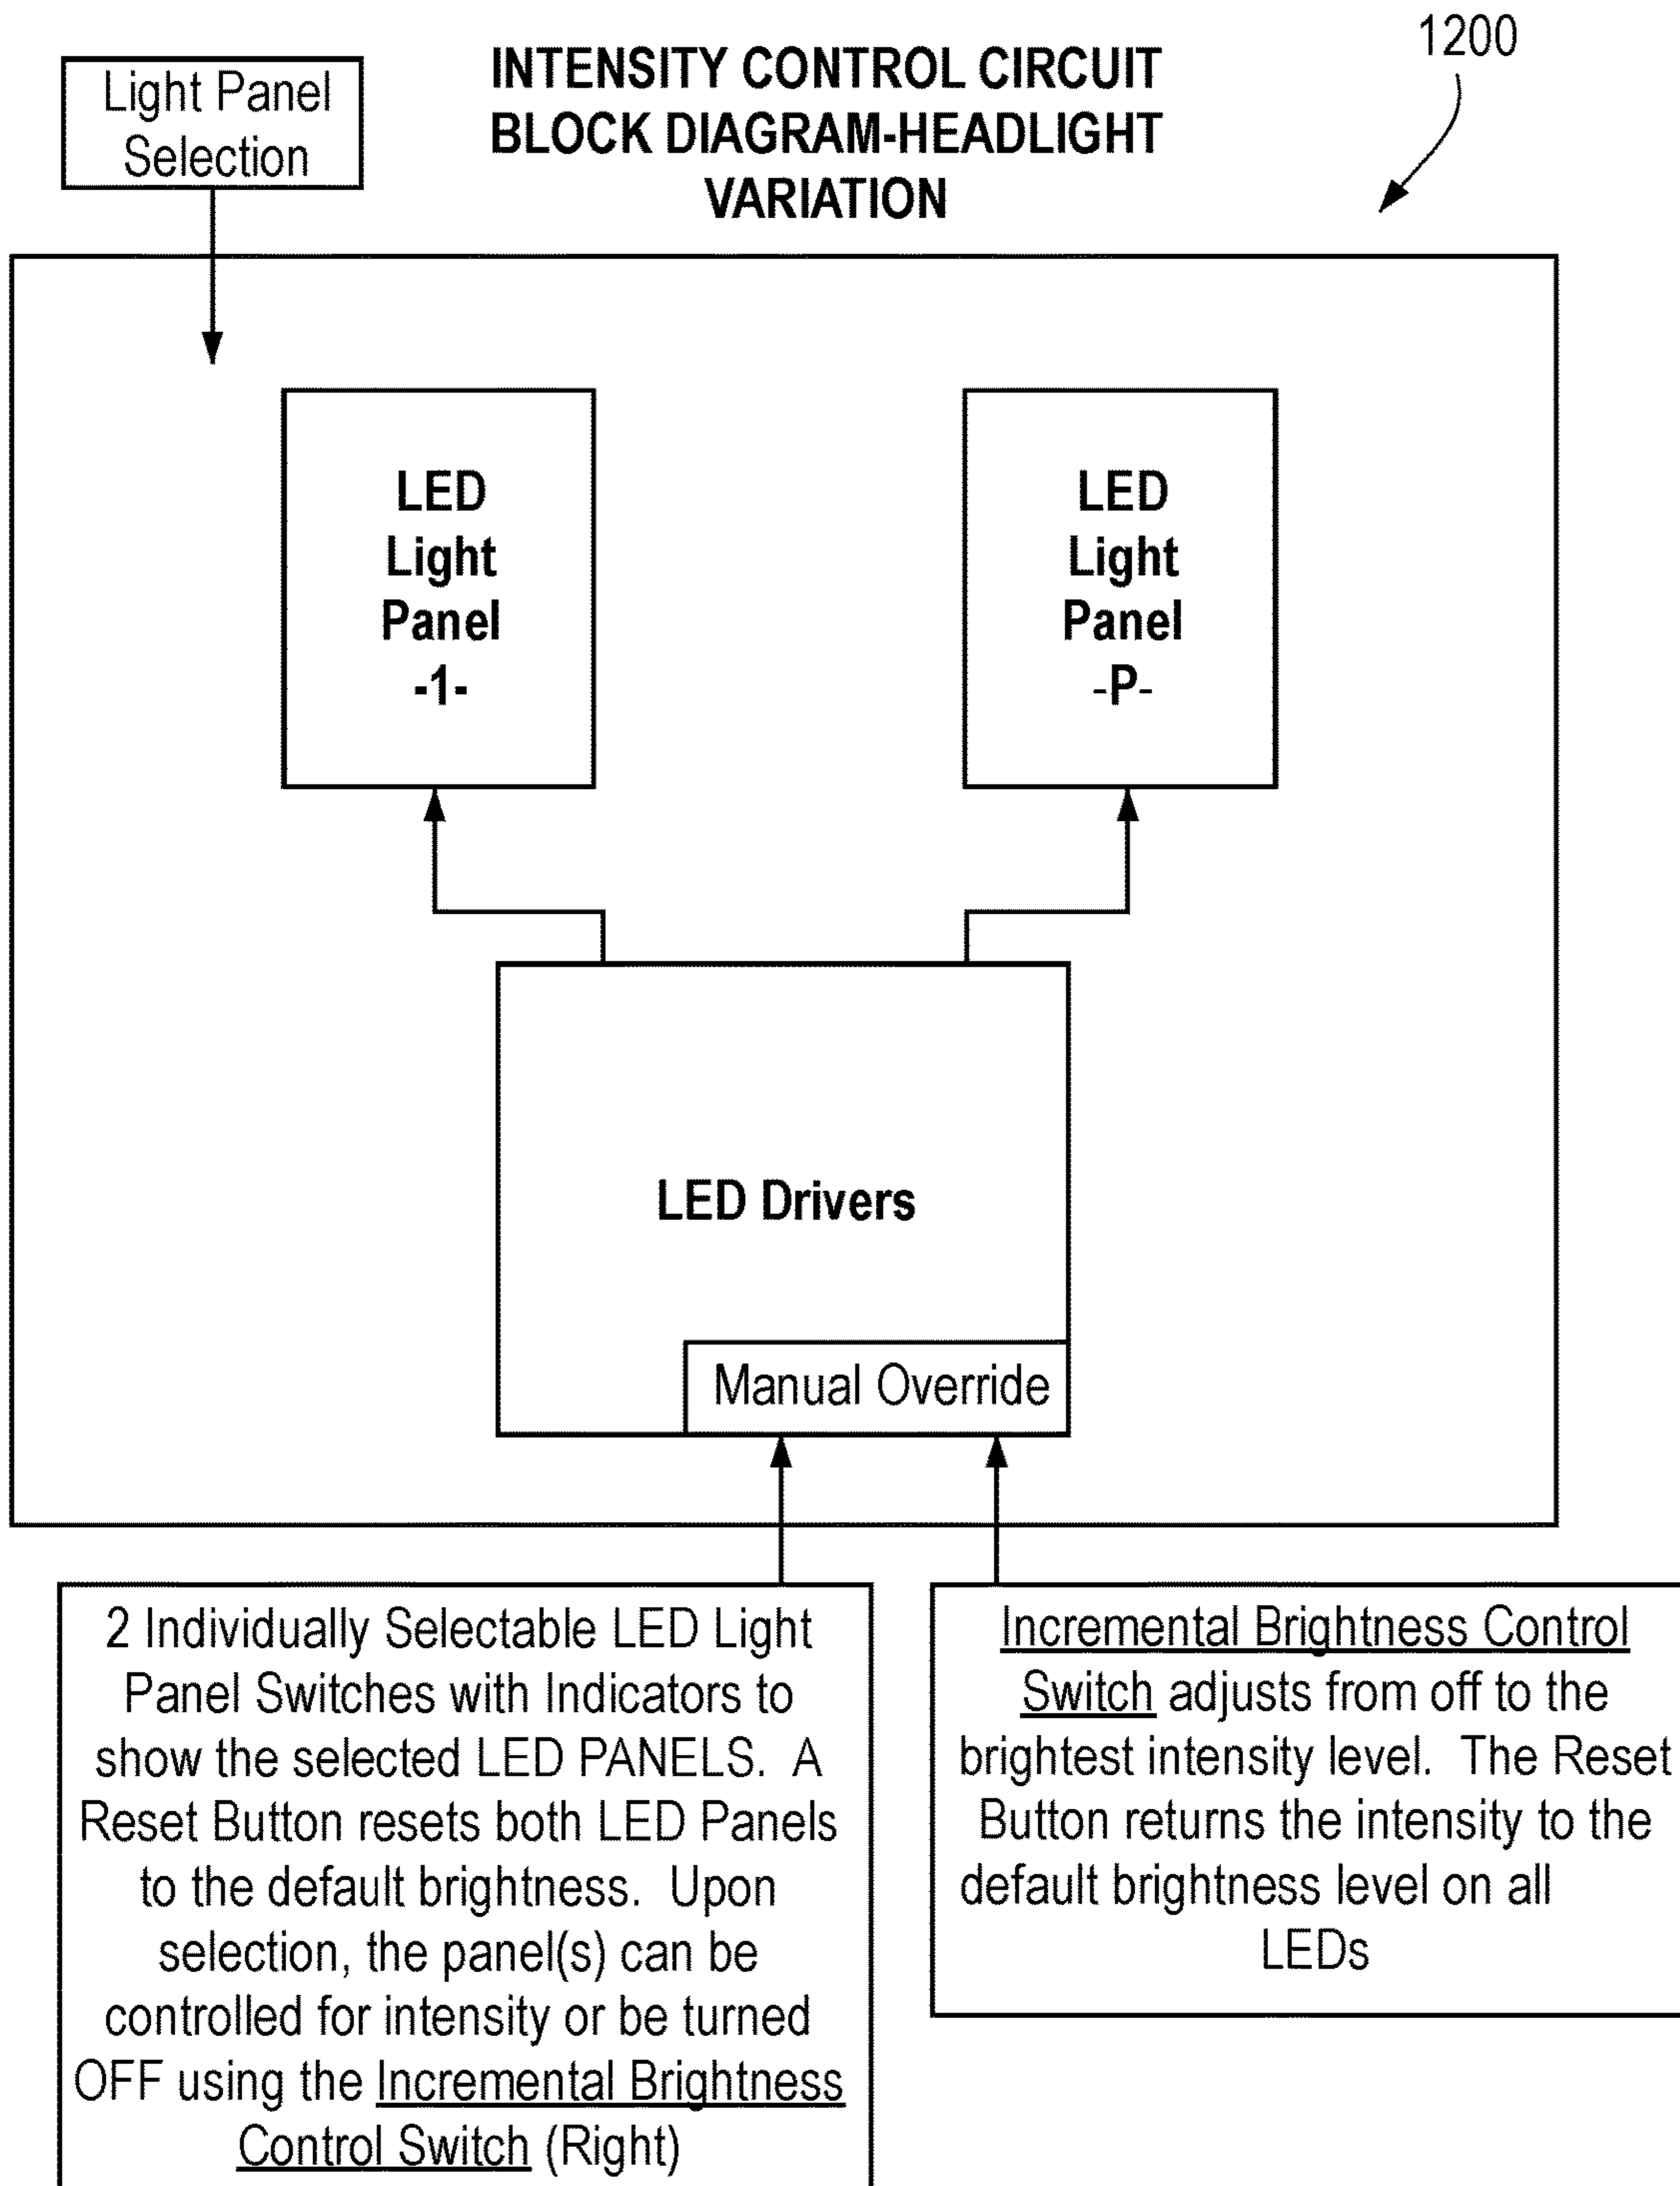 1200
INTENSITY CONTROL CIRCUIT
BLOCK DIAGRAM-HEADLIGHT
VARIATION
Light Panel
Selection
LED
Light
Panel
-1-
LED
Light
Panel
-P-
LED Drivers
Manual Override
2 Individually Selectable LED Light
Panel Switches with Indicators to
show the selected LED PANELS. A
Reset Button resets both LED Panels
to the default brightness. Upon
selection, the panel(s) can be
controlled for intensity or be turned
OFF using the Incremental Brightness
Control Switch (Right)
Incremental Brightness Control
Switch adjusts from off to the
brightest intensity level. The Reset
Button returns the intensity to the
default brightness level on all
LEDs